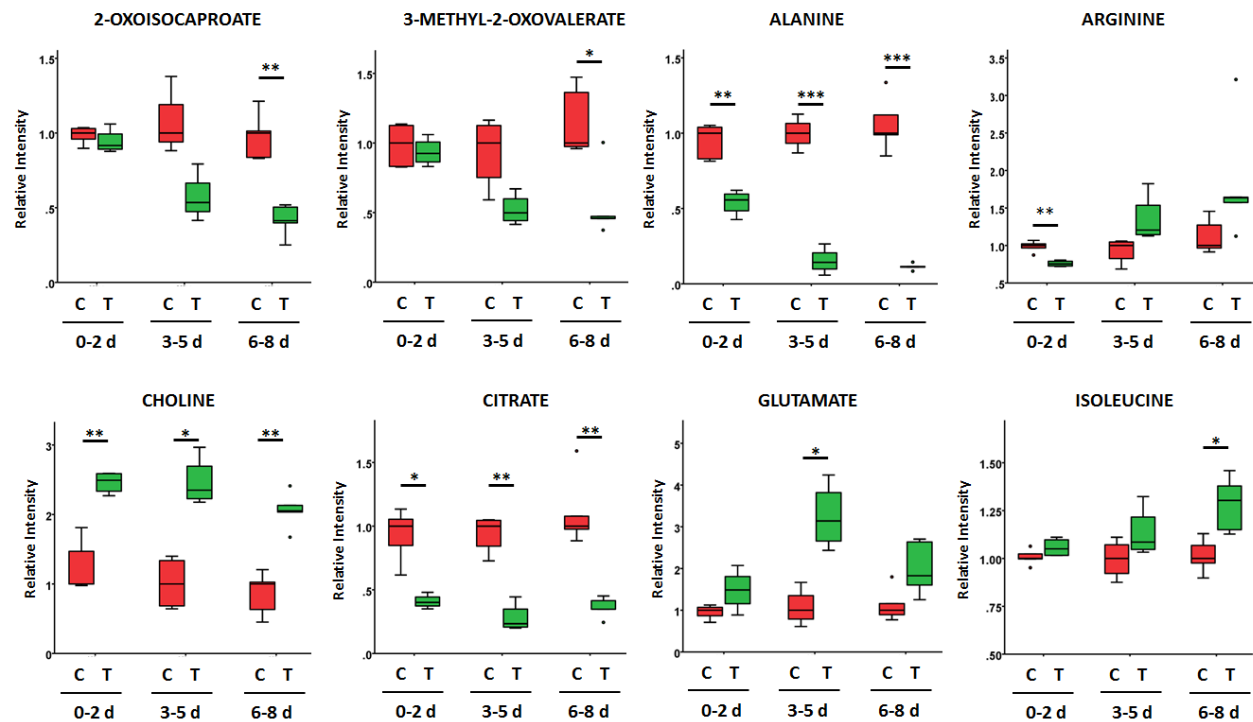 2-OXOISOCAPROATE
3-METHYL-2-OXOVALERATE
ALANINE
ARGININE
Relative Intensity
1.5
1.0
.5
.0
**
C T C T C T
0-2 d 3-5 d 6-8 d
Relative Intensity
1.5
1.0
.5
.0
*
C T C T C T
0-2 d 3-5 d 6-8 d
Relative Intensity
1.5
1.0
.5
.0
** *** ***
C T C T C T
0-2 d 3-5 d 6-8 d
Relative Intensity
3.5
3.0
2.5
2.0
1.5
1.0
.5
**
C T C T C T
0-2 d 3-5 d 6-8 d
CHOLINE
CITRATE
GLUTAMATE
ISOLEUCINE
Relative Intensity
3
2
1
0
** * **
C T C T C T
0-2 d 3-5 d 6-8 d
Relative Intensity
1.5
1.0
.5
.0
* ** **
C T C T C T
0-2 d 3-5 d 6-8 d
Relative Intensity
5
4
3
2
1
0
*
C T C T C T
0-2 d 3-5 d 6-8 d
Relative Intensity
1.50
1.25
1.00
0.75
.50
*
C T C T C T
0-2 d 3-5 d 6-8 d